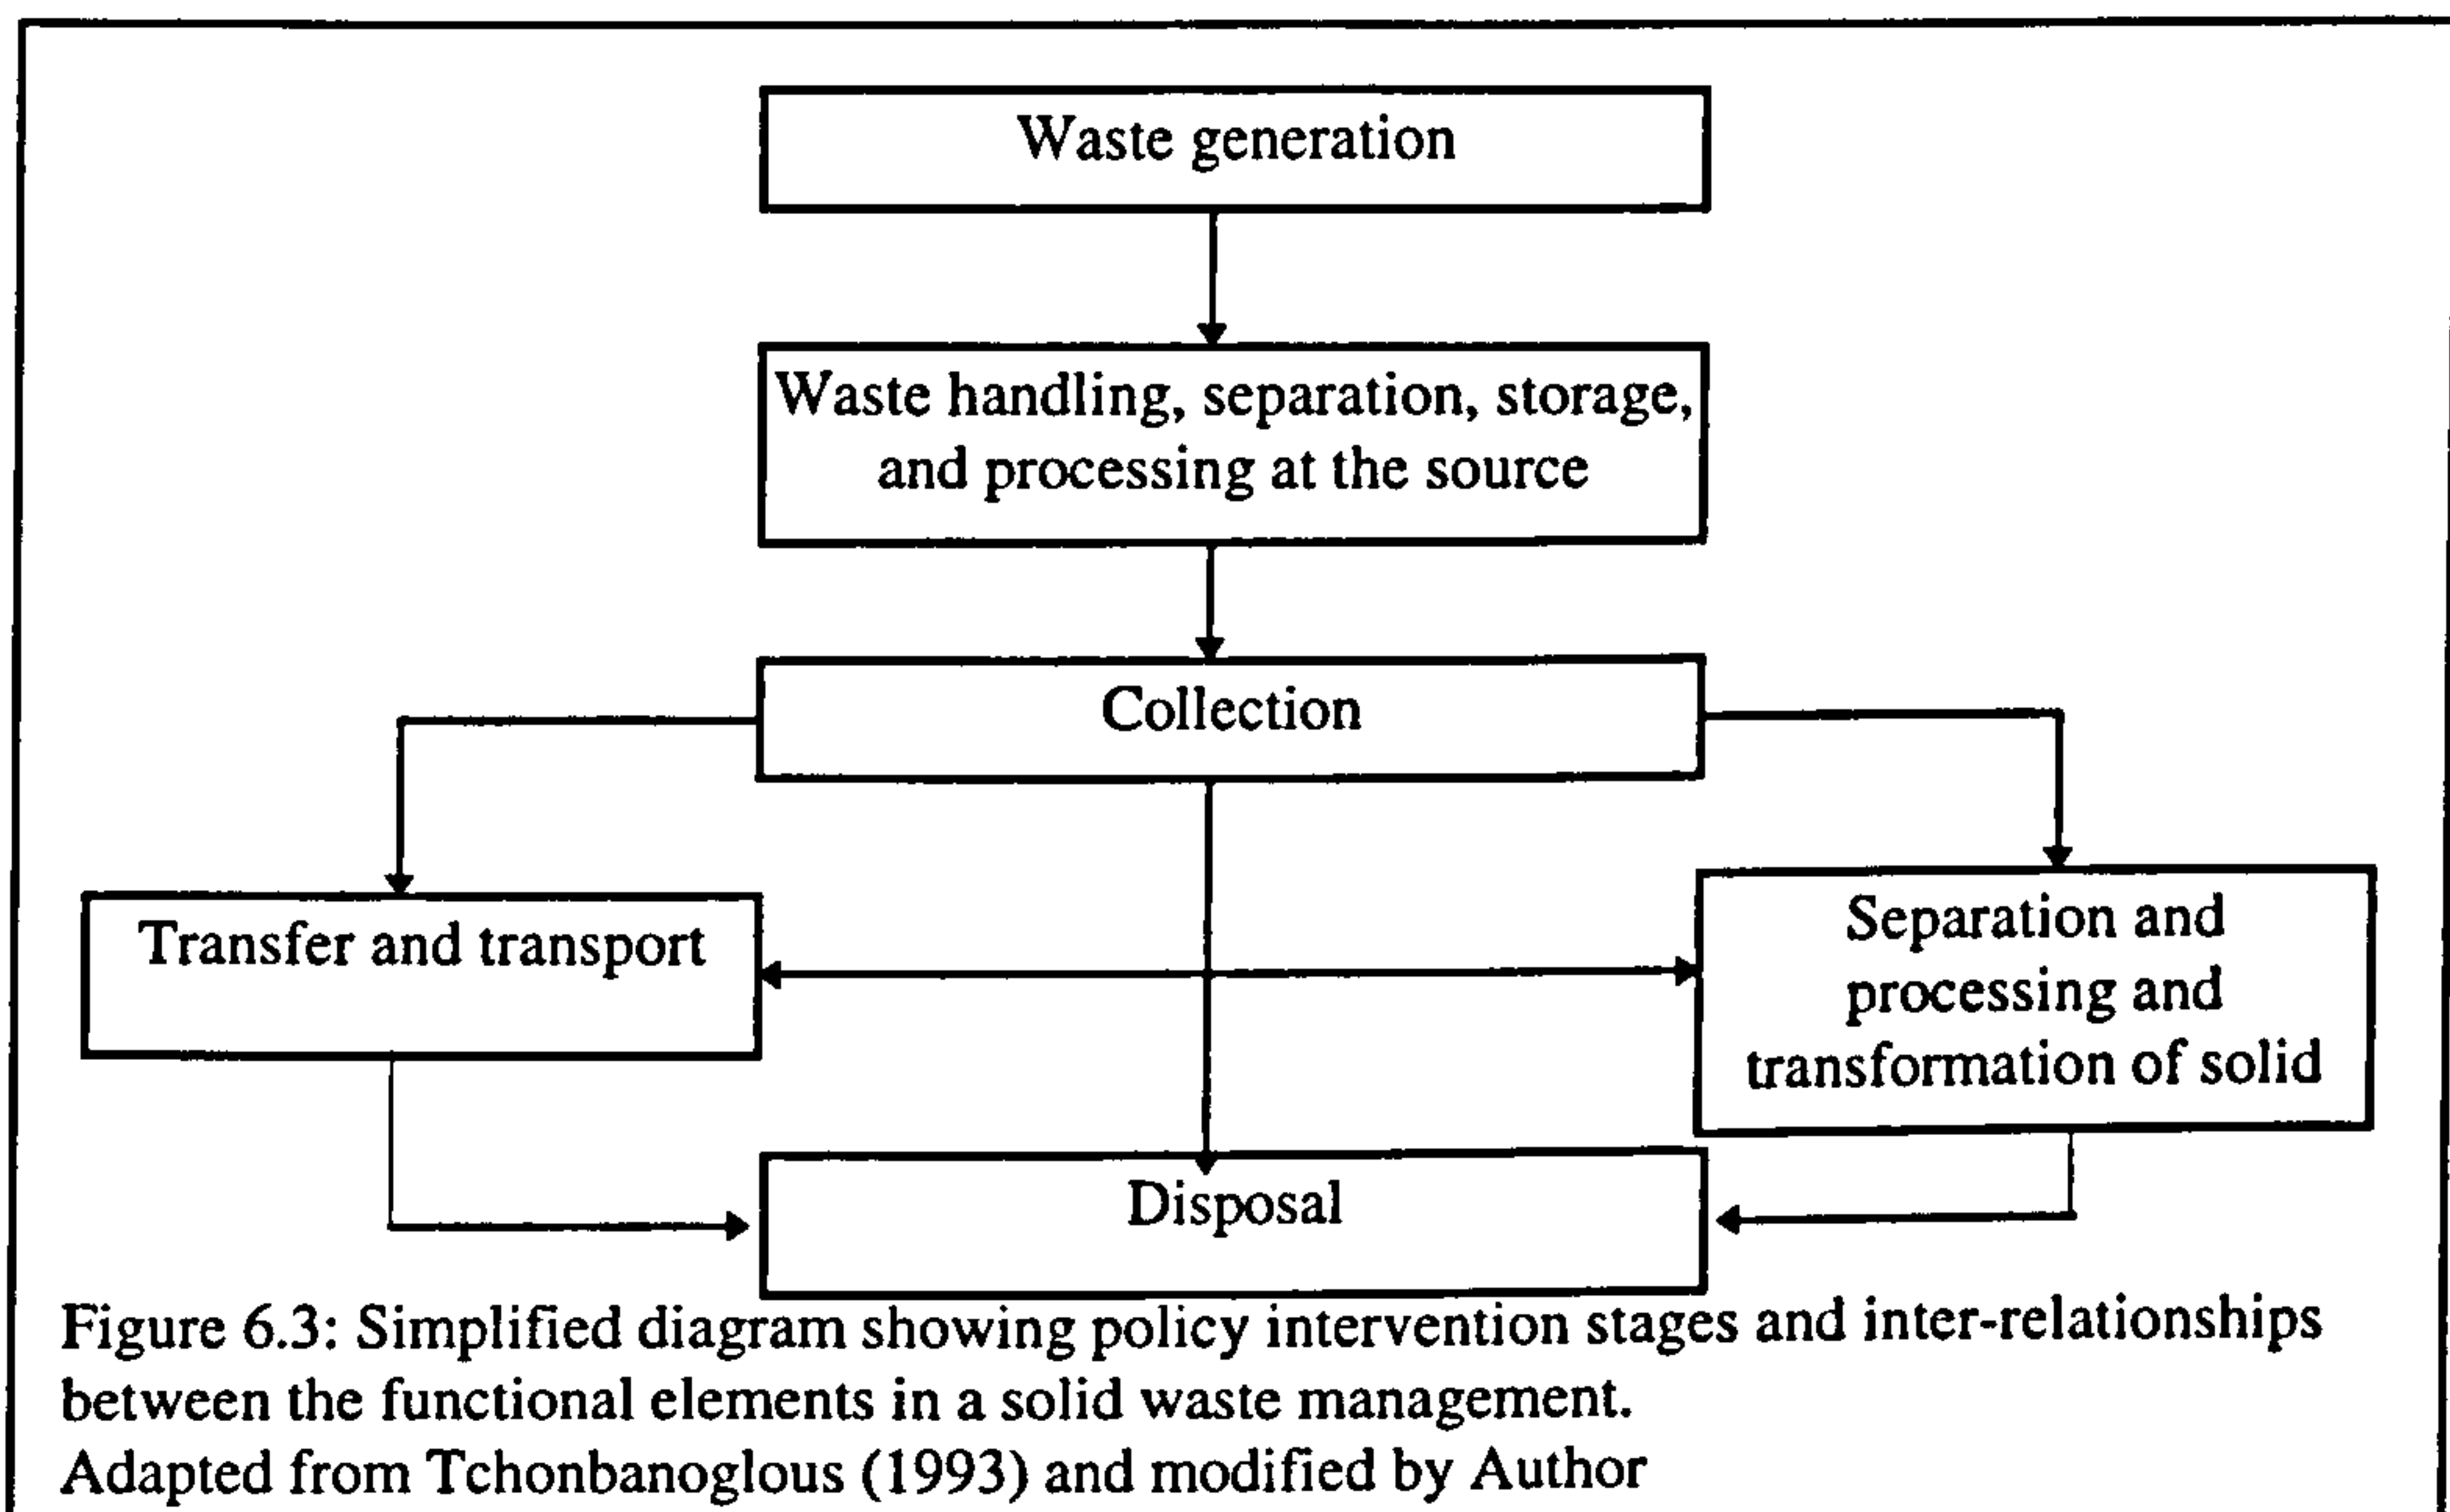 Waste generation
Waste handling, separation, storage,
and processing at the source
Collection
Transfer and transport
Separation and
processing and
transformation of solid
Disposal
Figure 6.3: Simplified diagram showing policy intervention stages and inter-relationships
between the functional elements in a solid waste management.
Adapted from Tchonbanoglous (1993) and modified by Author